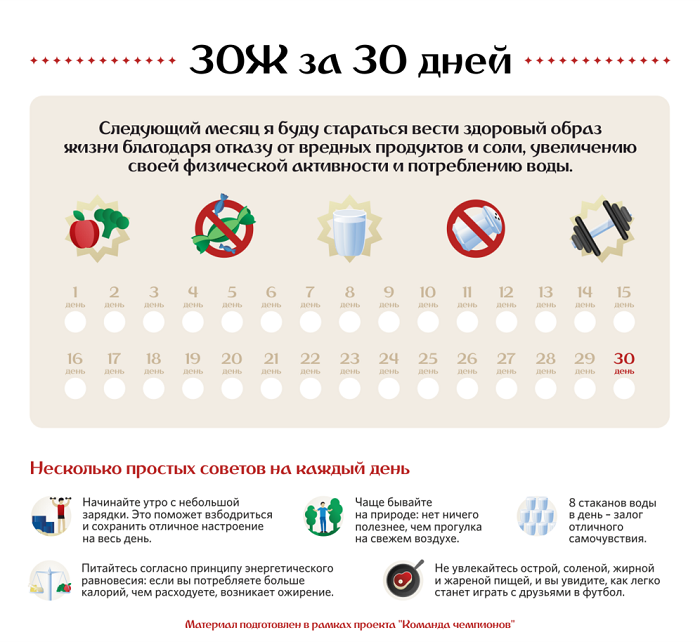 ЗОЖ за 30 дней
Следующий месяц я буду стараться вести здоровый образ
жизни благодаря отказу от вредных продуктов и соли, увеличению
своей физической активности и потреблению воды.
1 2 3 4 5 6 7 8 9 10 11 12 13 14 15
день день день день день день день день день день день день день день день
16 17 18 19 20 21 22 23 24 25 26 27 28 29 30
день день день день день день день день день день день день день день день
Несколько простых советов на каждый день
Начинайте утро с небольшой
зарядки. Это поможет взбодриться
и сохранить отличное настроение
на весь день.
Чаще бывайте
на природе: нет ничего
полезнее, чем прогулка
на свежем воздухе.
8 стаканов воды
в день – залог
отличного
самочувствия.
Питайтесь согласно принципу энергетического
равновесия: если вы потребляете больше
калорий, чем расходуете, возникает ожирение.
Не увлекайтесь острой, соленой, жирной
и жареной пищей, и вы увидите, как легко
станет играть с друзьями в футбол.
Материал подготовлен в рамках проекта "Команда чемпионов"